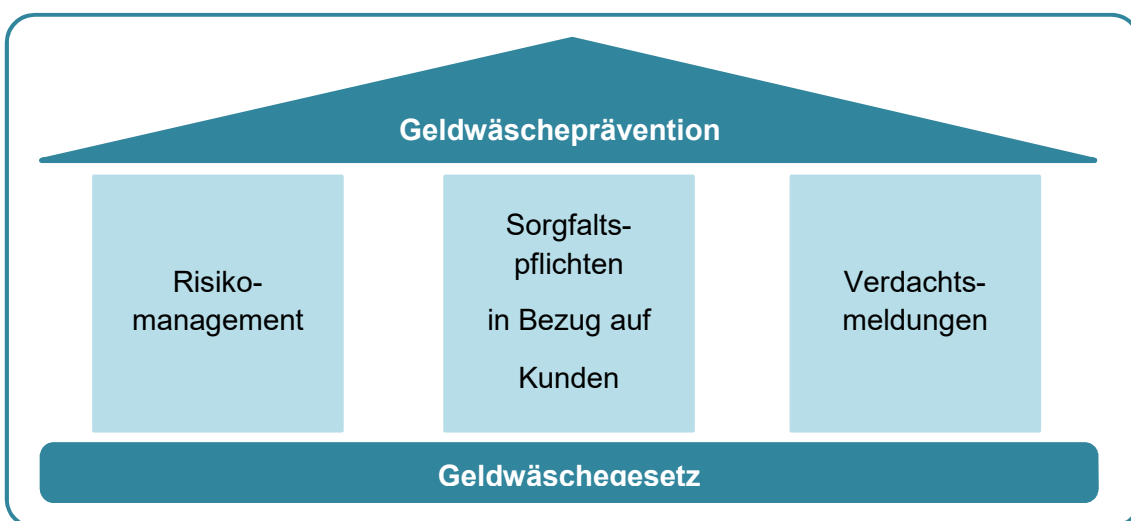 Geldwäscheprävention
Risiko-
management
Sorgfalts-
pflichten
in Bezug auf
Kunden
Verdachts-
meldungen
Geldwäschegesetz